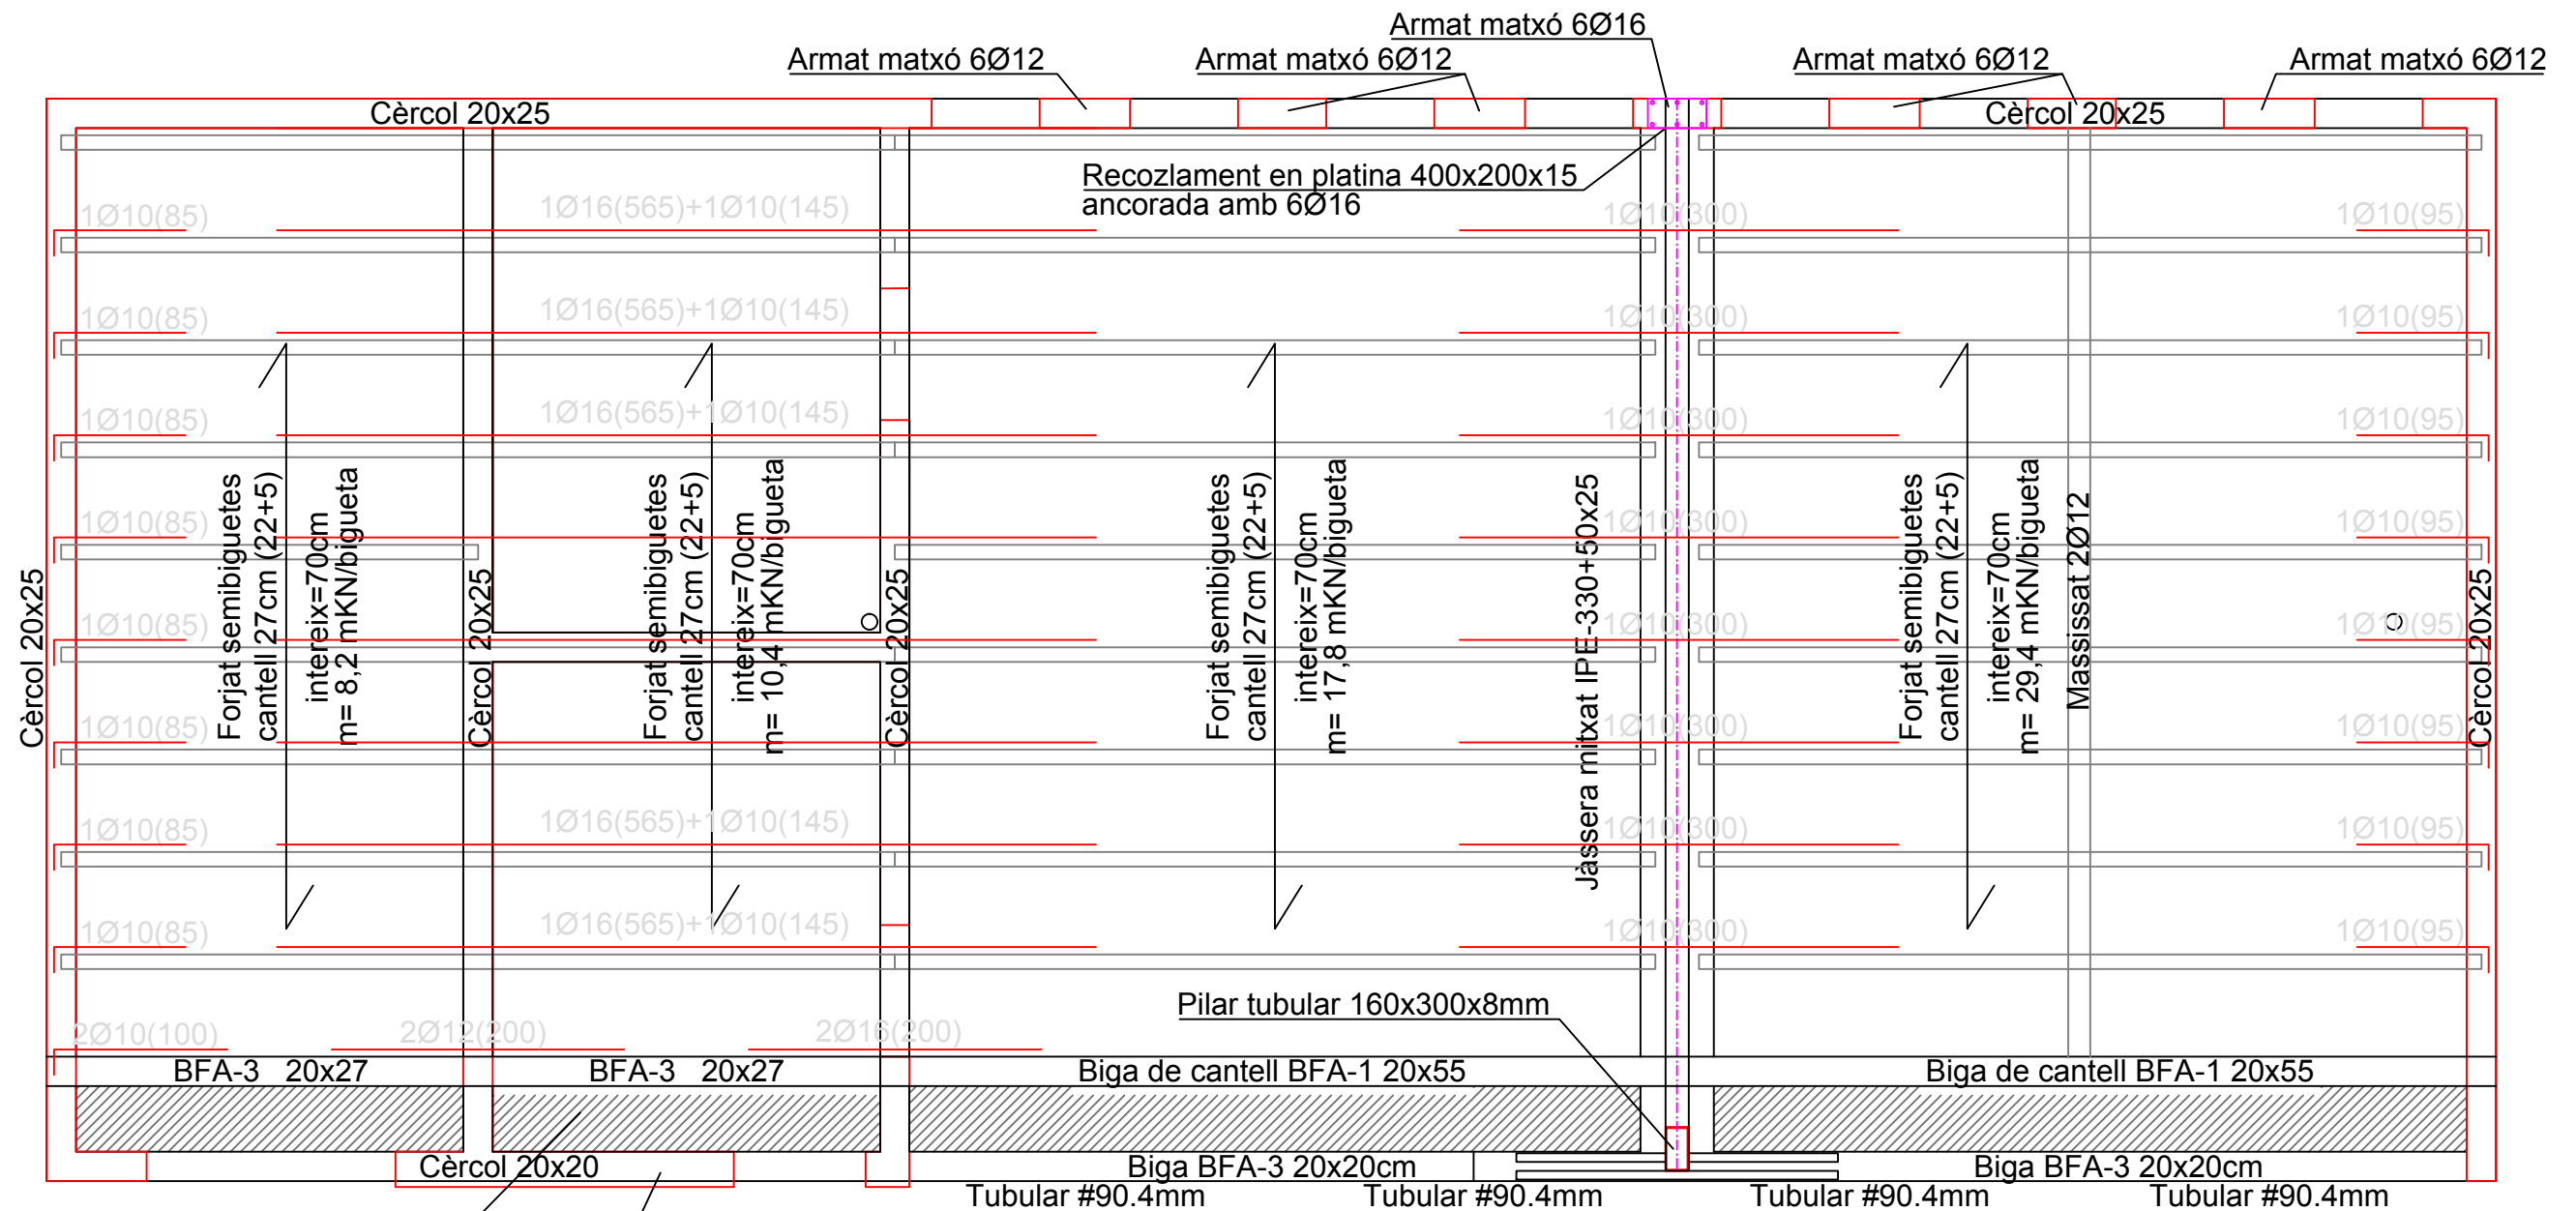 Armat matxó 6Ø16
Armat matxó 6Ø12
Armat matxó 6Ø12
Armat matxó 6Ø12
Armat matxó 6Ø12
Cèrcol 20x25
Cèrcol 20x25
Recozlament en platina 400x200x15
ancorada amb 6Ø16
1Ø10(85)
1Ø16(565)+1Ø10(145)
1Ø10(300)
1Ø10(95)
1Ø10(85)
1Ø16(565)+1Ø10(145)
1Ø10(300)
1Ø10(95)
1Ø10(85)
1Ø16(565)+1Ø10(145)
1Ø10(300)
1Ø10(95)
1Ø10(85)
1Ø10(300)
1Ø10(95)
1Ø10(85)
1Ø10(300)
1Ø10(95)
1Ø10(85)
1Ø10(300)
1Ø10(95)
1Ø10(85)
1Ø16(565)+1Ø10(145)
1Ø10(300)
1Ø10(95)
1Ø10(85)
1Ø16(565)+1Ø10(145)
1Ø10(300)
1Ø10(95)
Cèrcol 20x25
Forjat semibiguetes
cantell 27cm (22+5)
intereix=70cm
m= 8,2 mKN/bigueta
Cèrcol 20x25
Forjat semibiguetes
cantell 27cm (22+5)
intereix=70cm
m= 10,4 mKN/bigueta
Cèrcol 20x25
Forjat semibiguetes
cantell 27cm (22+5)
intereix=70cm
m= 17,8 mKN/bigueta
Jàssera mitxat IPE-330+50x25
Forjat semibiguetes
cantell 27cm (22+5)
intereix=70cm
m= 29,4 mKN/bigueta
Massissat 2Ø12
Cèrcol 20x25
Pilar tubular 160x300x8mm
2Ø10(100)
2Ø12(200)
2Ø16(200)
BFA-3 20x27
BFA-3 20x27
Biga de cantell BFA-1 20x55
Biga de cantell BFA-1 20x55
Cèrcol 20x20
Biga BFA-3 20x20cm
Biga BFA-3 20x20cm
Tubular #90.4mm
Tubular #90.4mm
Tubular #90.4mm
Tubular #90.4mm